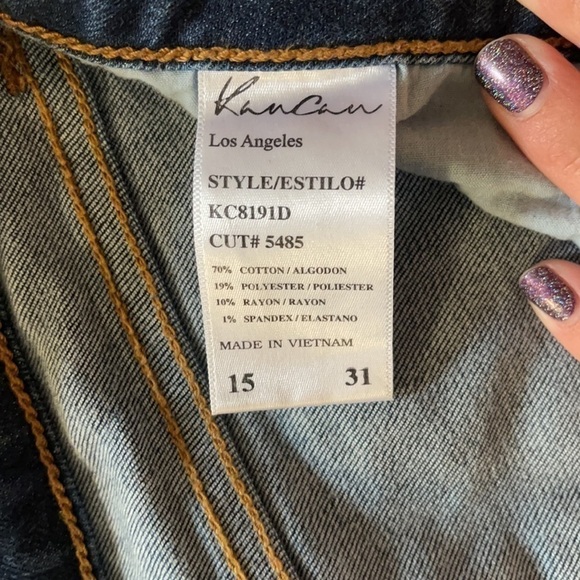 KanCan
Los Angeles
STYLE/ESTILO#
KC8191D
CUT# 5485
70% COTTON / ALGODON
19% POLYESTER / POLIESTER
10% RAYON / RAYON
1% SPANDEX / ELASTANO
MADE IN VIETNAM
15 31